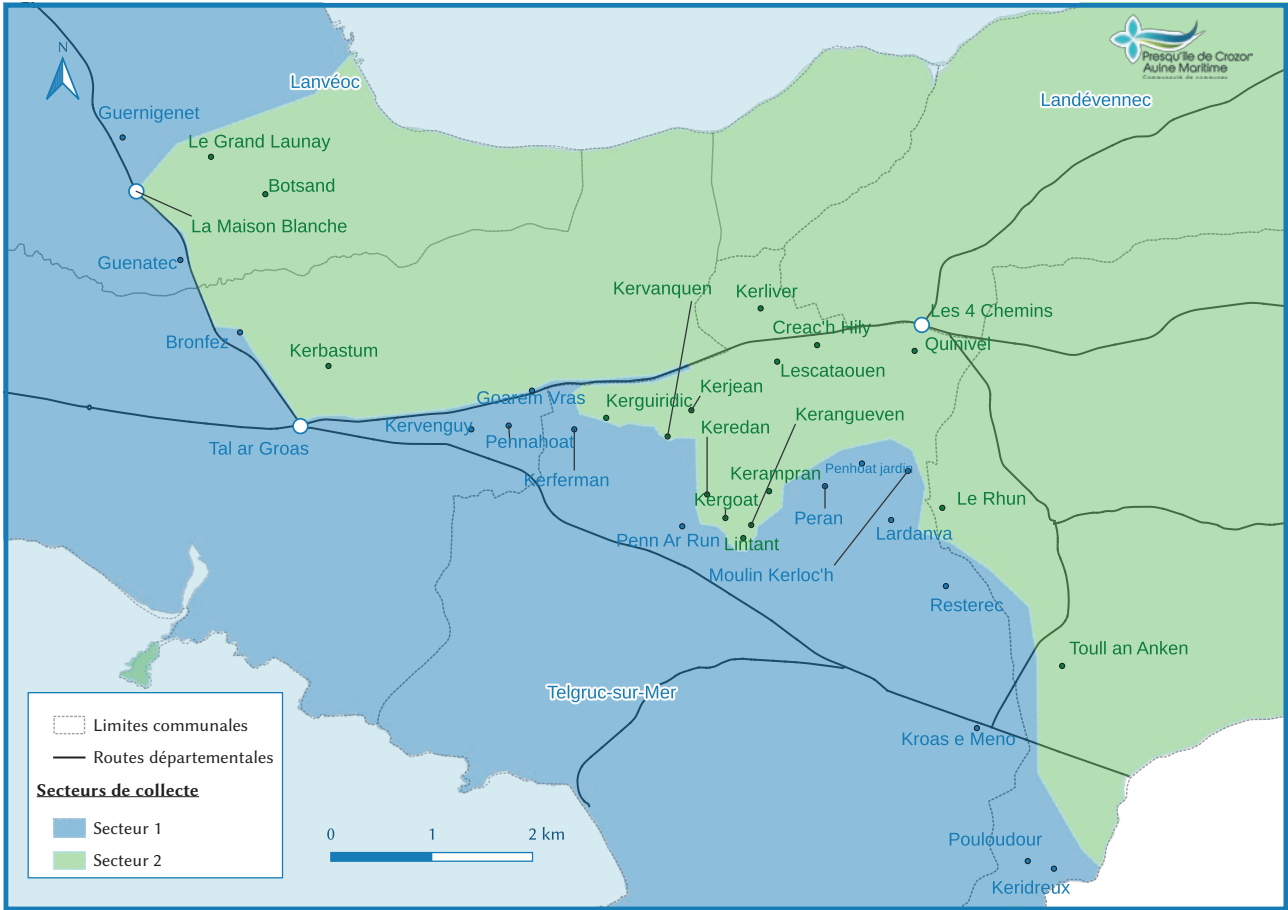 N
Lanvéoc
Presqu'île de Crozon
Aulne Maritime
Communauté de communes
Landévennec
Guernigenet
Le Grand Launay
Botsand
La Maison Blanche
Guenatec
Kervanquen
Kerliver
Les 4 Chemins
Creac'h Hily
Bronfez
Quinivel
Kerbastum
Lescataouen
Kerjean
Goarem Vras
Kerguiridic
Kerangueven
Kervenguy
Keredan
Pennahoat
Tal ar Groas
Penhoat jardin
Kerampran
Kerferman
Kergoat
Le Rhun
Peran
Lardanva
Penn Ar Run
Lintant
Moulin Kerloc'h
Resterec
Toull an Anken
Telgruc-sur-Mer
Kroas e Meno
Limites communales
Routes départementales
Secteurs de collecte
Secteur 1
Secteur 2
0 1 2 km
Pouloudour
Keridreux